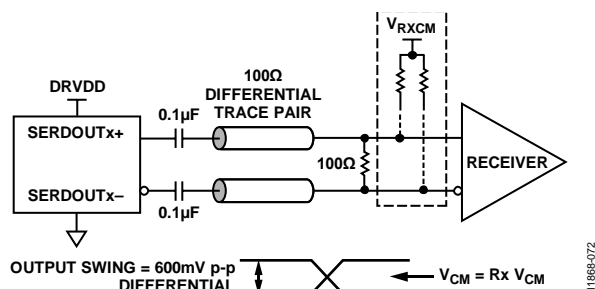 VRXCM
DRVDD
0.1µF
100Ω
DIFFERENTIAL
TRACE PAIR
SERDOUTx+
100Ω
RECEIVER
SERDOUTx–
0.1µF
OUTPUT SWING = 600mV p-p
DIFFERENTIAL
VCM = Rx VCM
11868-072